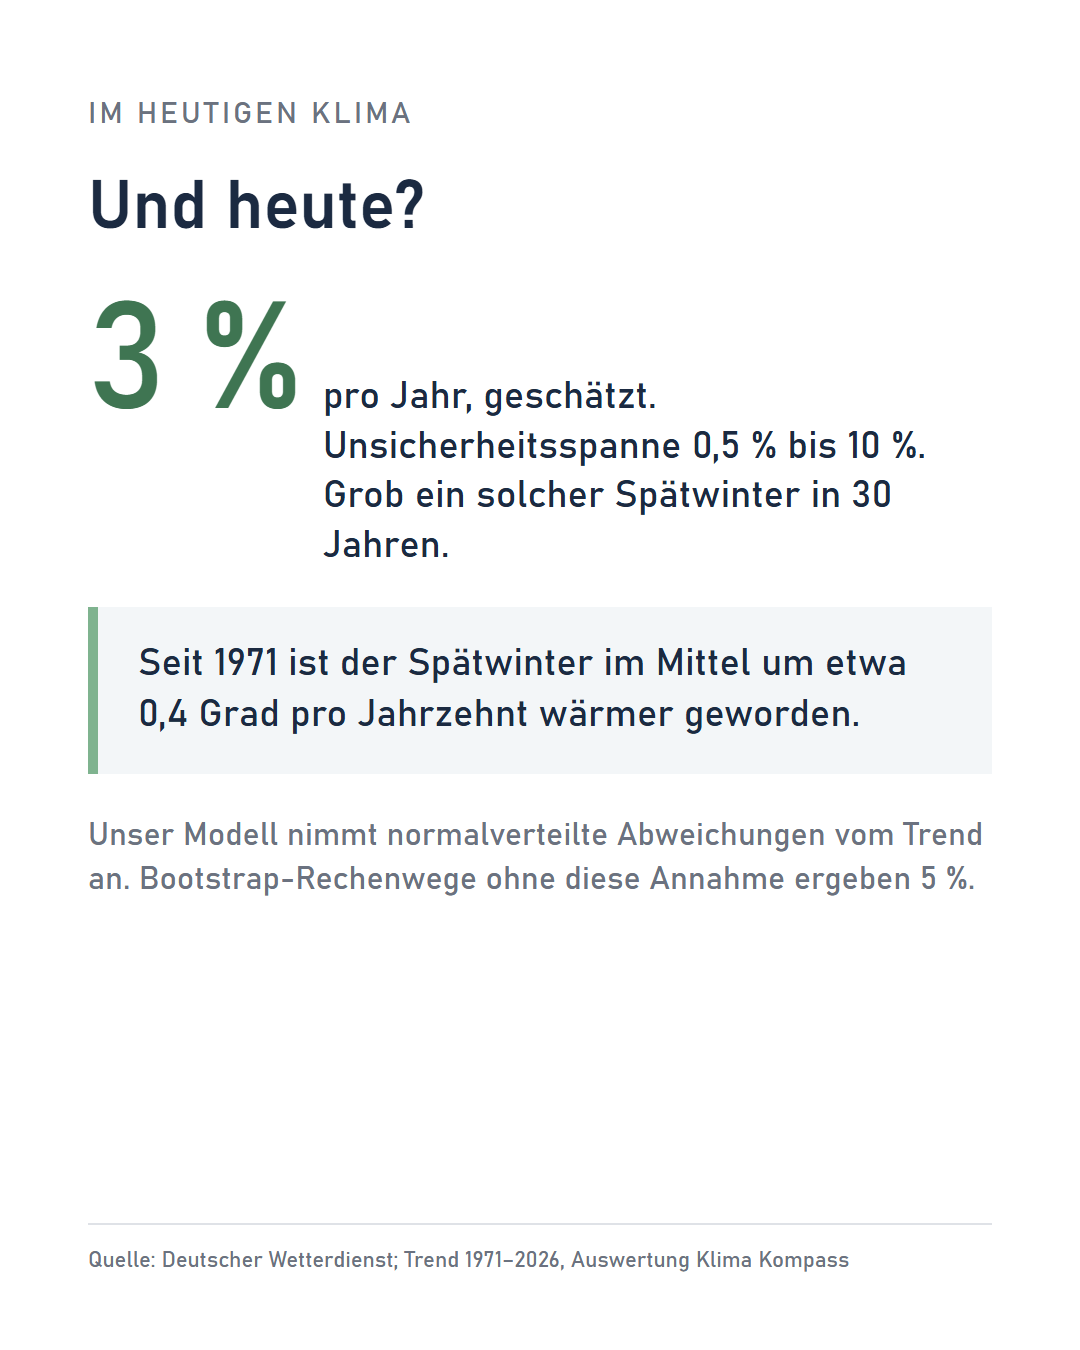 IM HEUTIGEN KLIMA
Und heute?
3 %
pro Jahr, geschätzt.
Unsicherheitsspanne 0,5 % bis 10 %.
Grob ein solcher Spätwinter in 30
Jahren.
Seit 1971 ist der Spätwinter im Mittel um etwa
0,4 Grad pro Jahrzehnt wärmer geworden.
Unser Modell nimmt normalverteilte Abweichungen vom Trend
an. Bootstrap-Rechenwege ohne diese Annahme ergeben 5 %.
Quelle: Deutscher Wetterdienst; Trend 1971–2026, Auswertung Klima Kompass